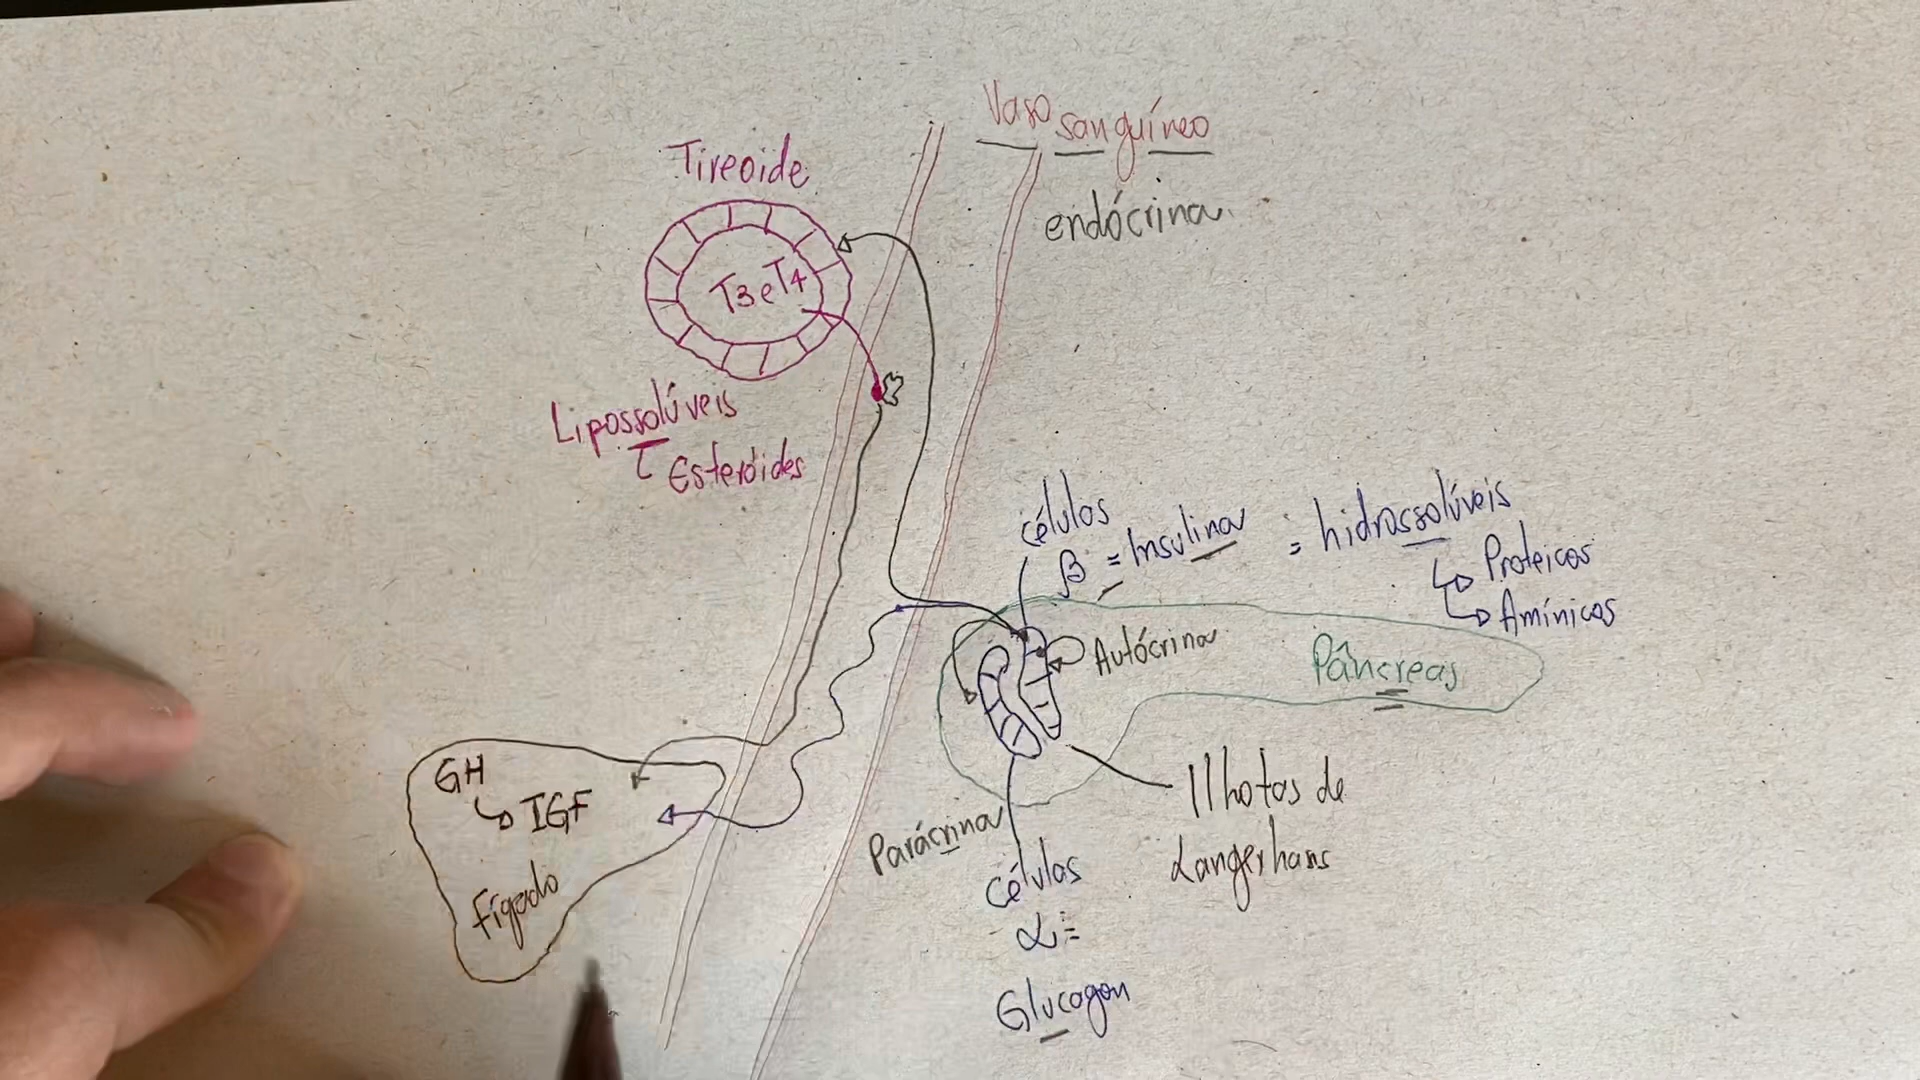 Vaso sanguíneo
endócrina
Tireoide
T3 e T4
Lipossolúveis
Esteróides
células
β = Insulina = hidrossolúveis
Proteicos
Amínicos
Autócrina
Pâncreas
Ilhotas de
Langerhans
Parácrina
células
α =
Glucagon
GH
IGF
Fígado